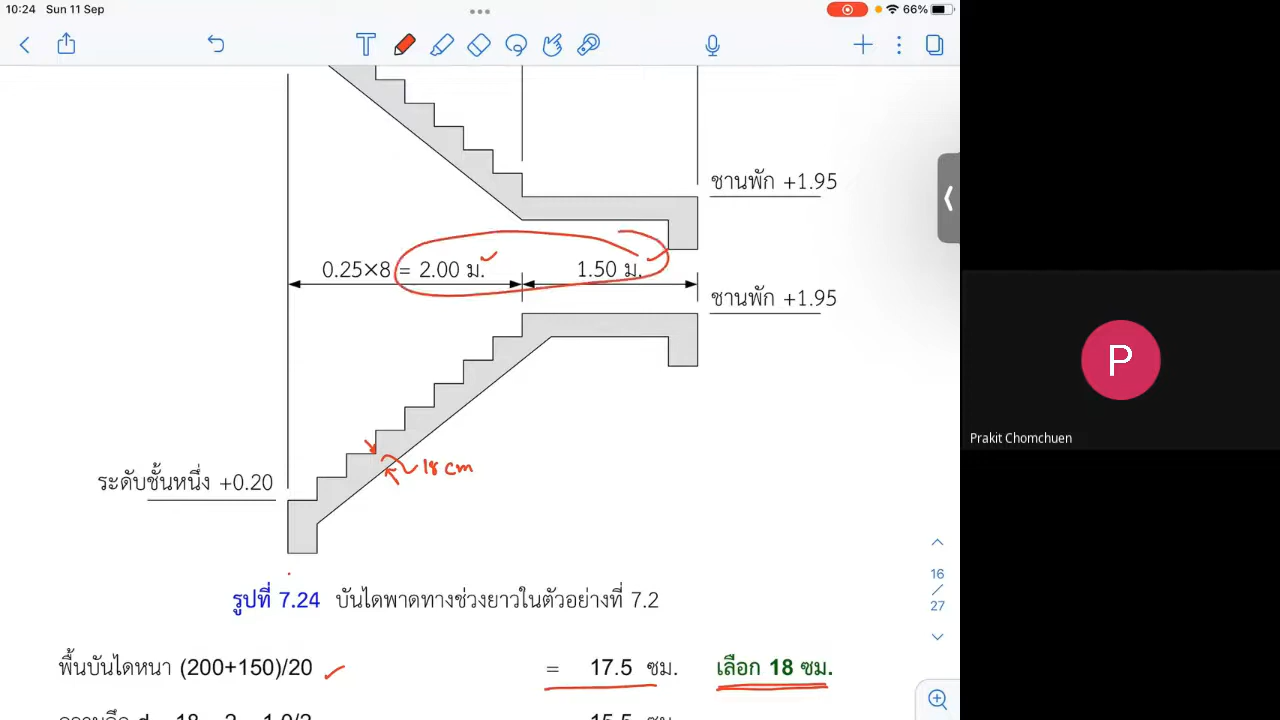 10:24 Sun 11 Sep
66%
ชานพัก +1.95
0.25×8 = 2.00 ม.
1.50 ม.
ชานพัก +1.95
18 cm
ระดับชั้นหนึ่ง +0.20
รูปที่ 7.24 บันไดพาดทางช่วงยาวในตัวอย่างที่ 7.2
พื้นบันไดหนา (200+150)/20 = 17.5 ซม. เลือก 18 ซม.
16
/
27
P
Prakit Chomchuen